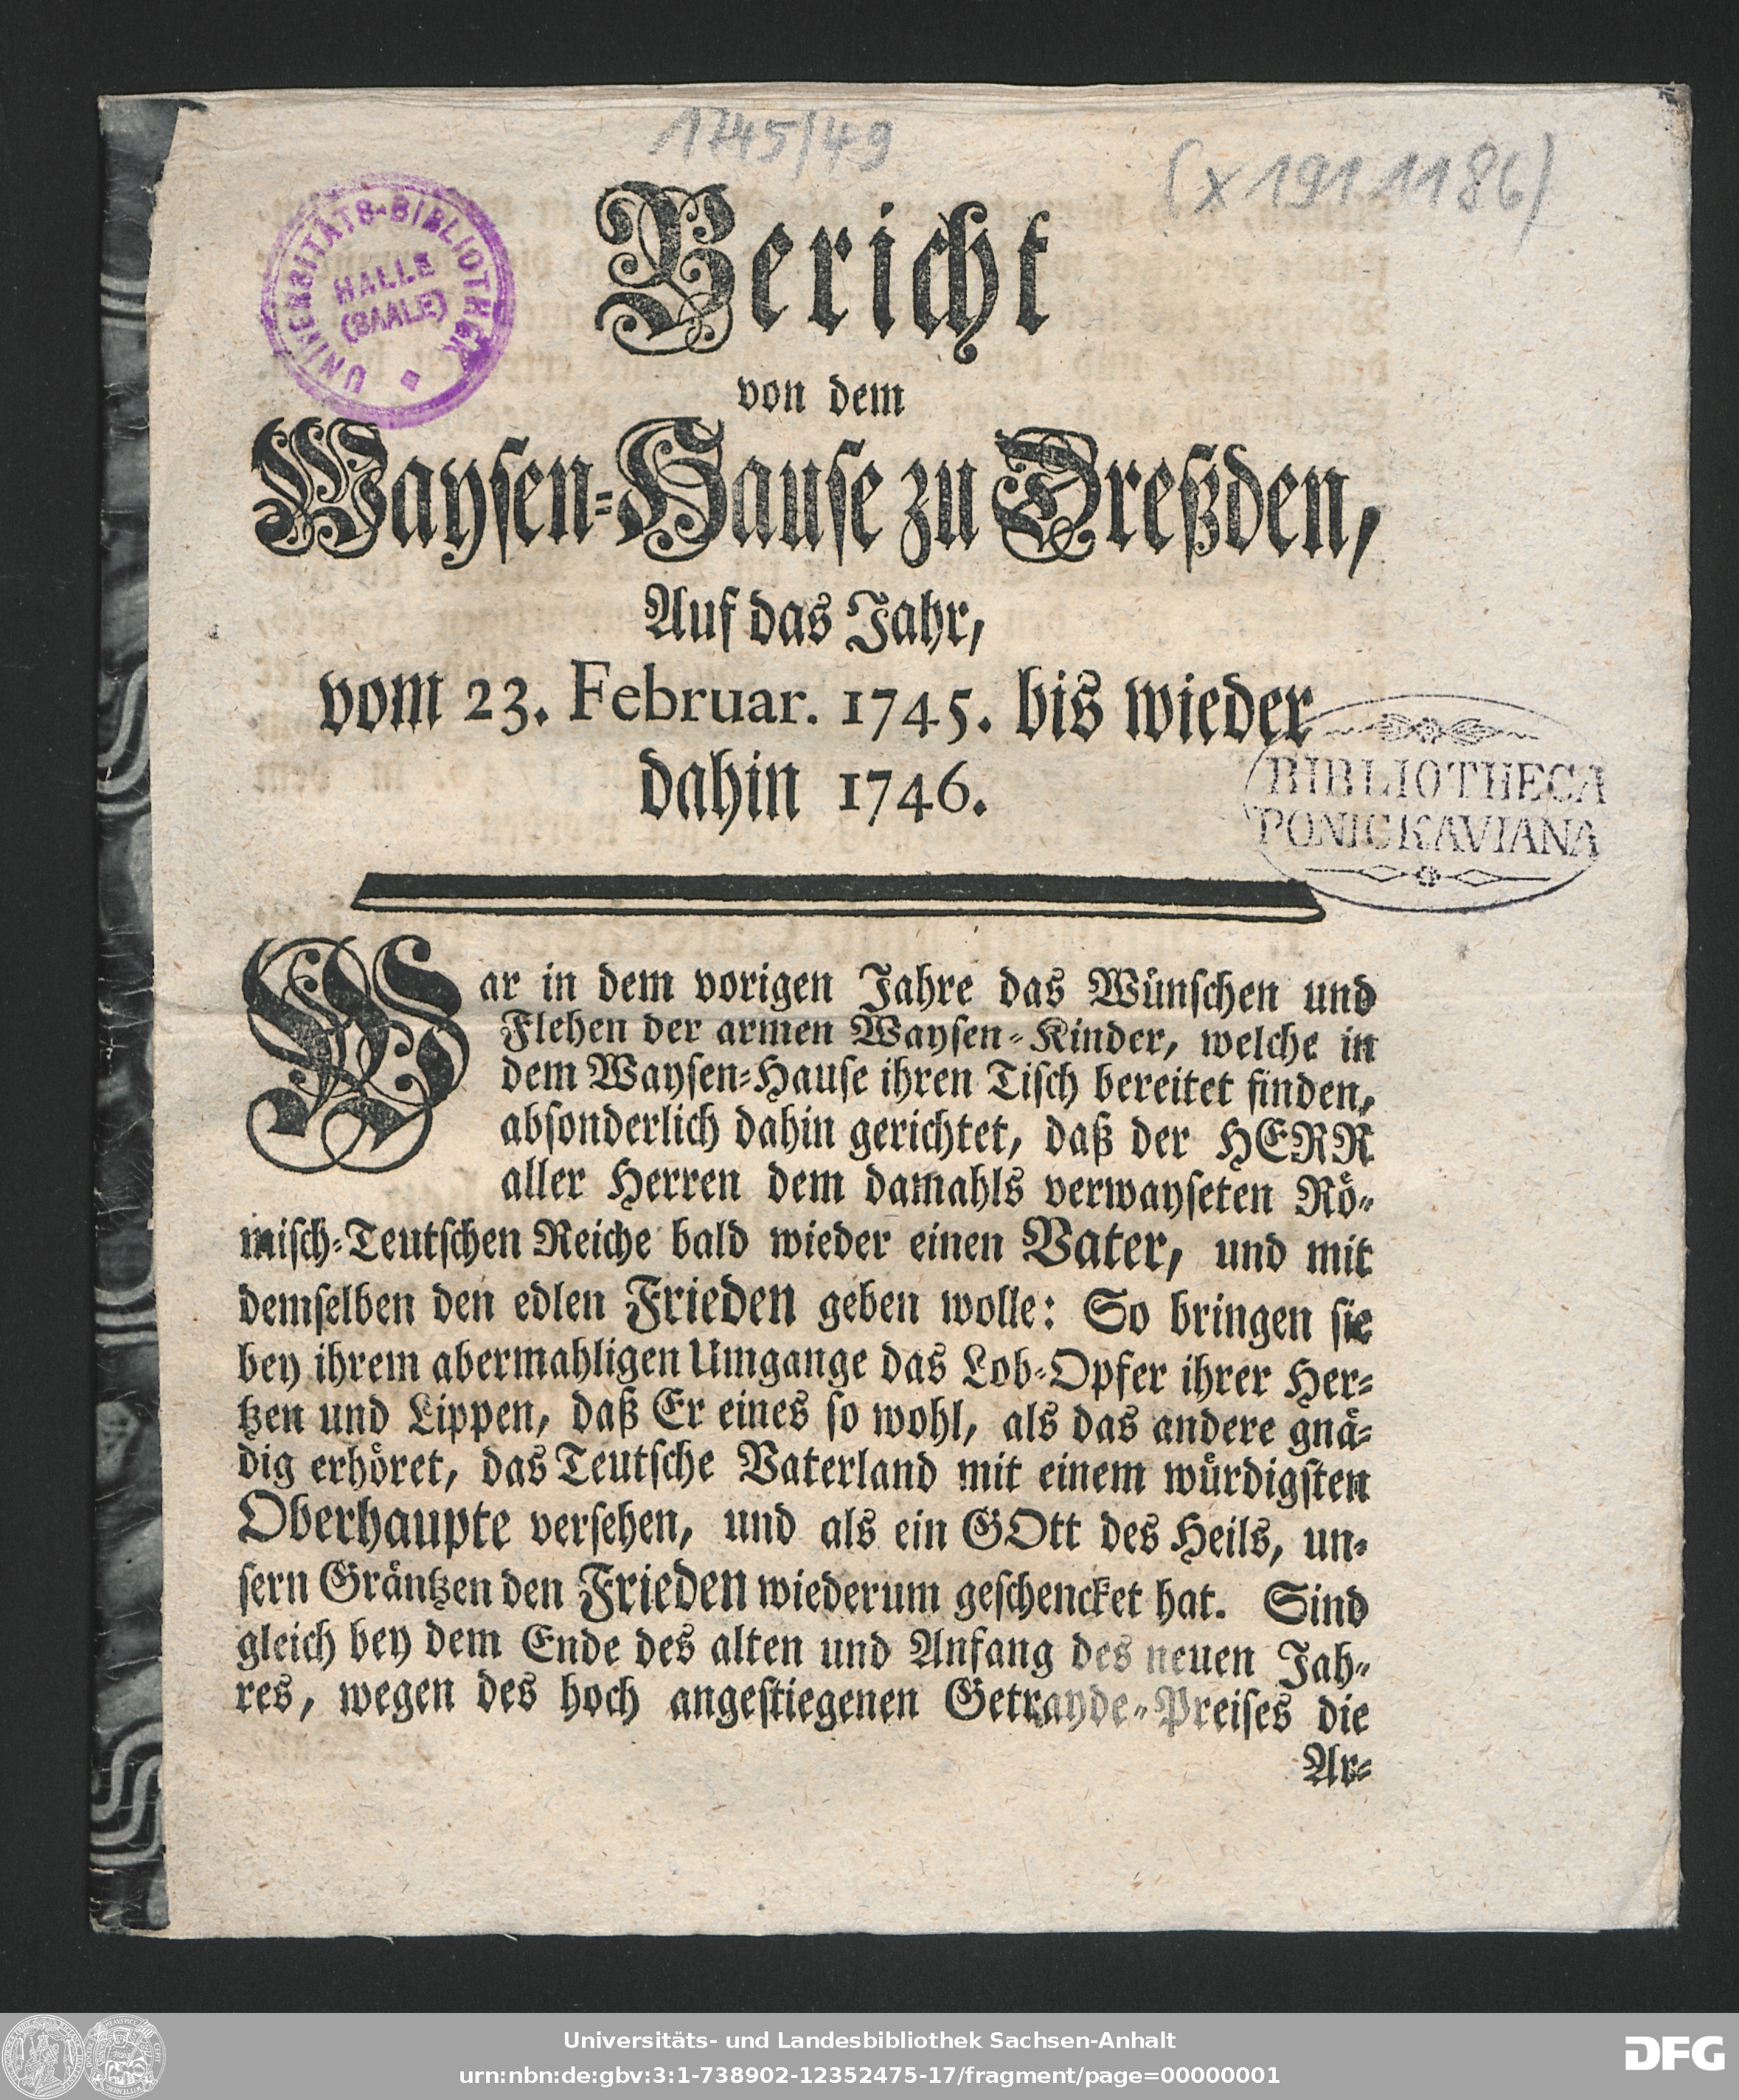 1745/49
(X1911186)
UNIVERSITÄTS-BIBLIOTHEK
HALLE
(SAALE)
Bericht
von dem
Waysen-Hause zu Dreßden,
Auf das Jahr,
vom 23. Februar. 1745. bis wieder
dahin 1746.
BIBLIOTHECA
PONICKAVIANA
War in dem vorigen Jahre das Wünschen und
Flehen der armen Waysen-Kinder, welche in
dem Waysen-Hause ihren Tisch bereitet finden,
absonderlich dahin gerichtet, daß der HERR
aller Herren dem damahls verwayseten Rö-
misch-Teutschen Reiche bald wieder einen Vater, und mit
demselben den edlen Frieden geben wolle: So bringen sie
bey ihrem abermahligen Umgange das Lob-Opfer ihrer Her-
tzen und Lippen, daß Er eines so wohl, als das andere gnä-
dig erhöret, das Teutsche Vaterland mit einem würdigsten
Oberhaupte versehen, und als ein GOtt des Heils, un-
sern Gräntzen den Frieden wiederum geschencket hat. Sind
gleich bey dem Ende des alten und Anfang des neuen Jah-
res, wegen des hoch angestiegenen Getrayde-Preises die
Ar-
Universitäts- und Landesbibliothek Sachsen-Anhalt
urn:nbn:de:gbv:3:1-738902-12352475-17/fragment/page=00000001
DFG